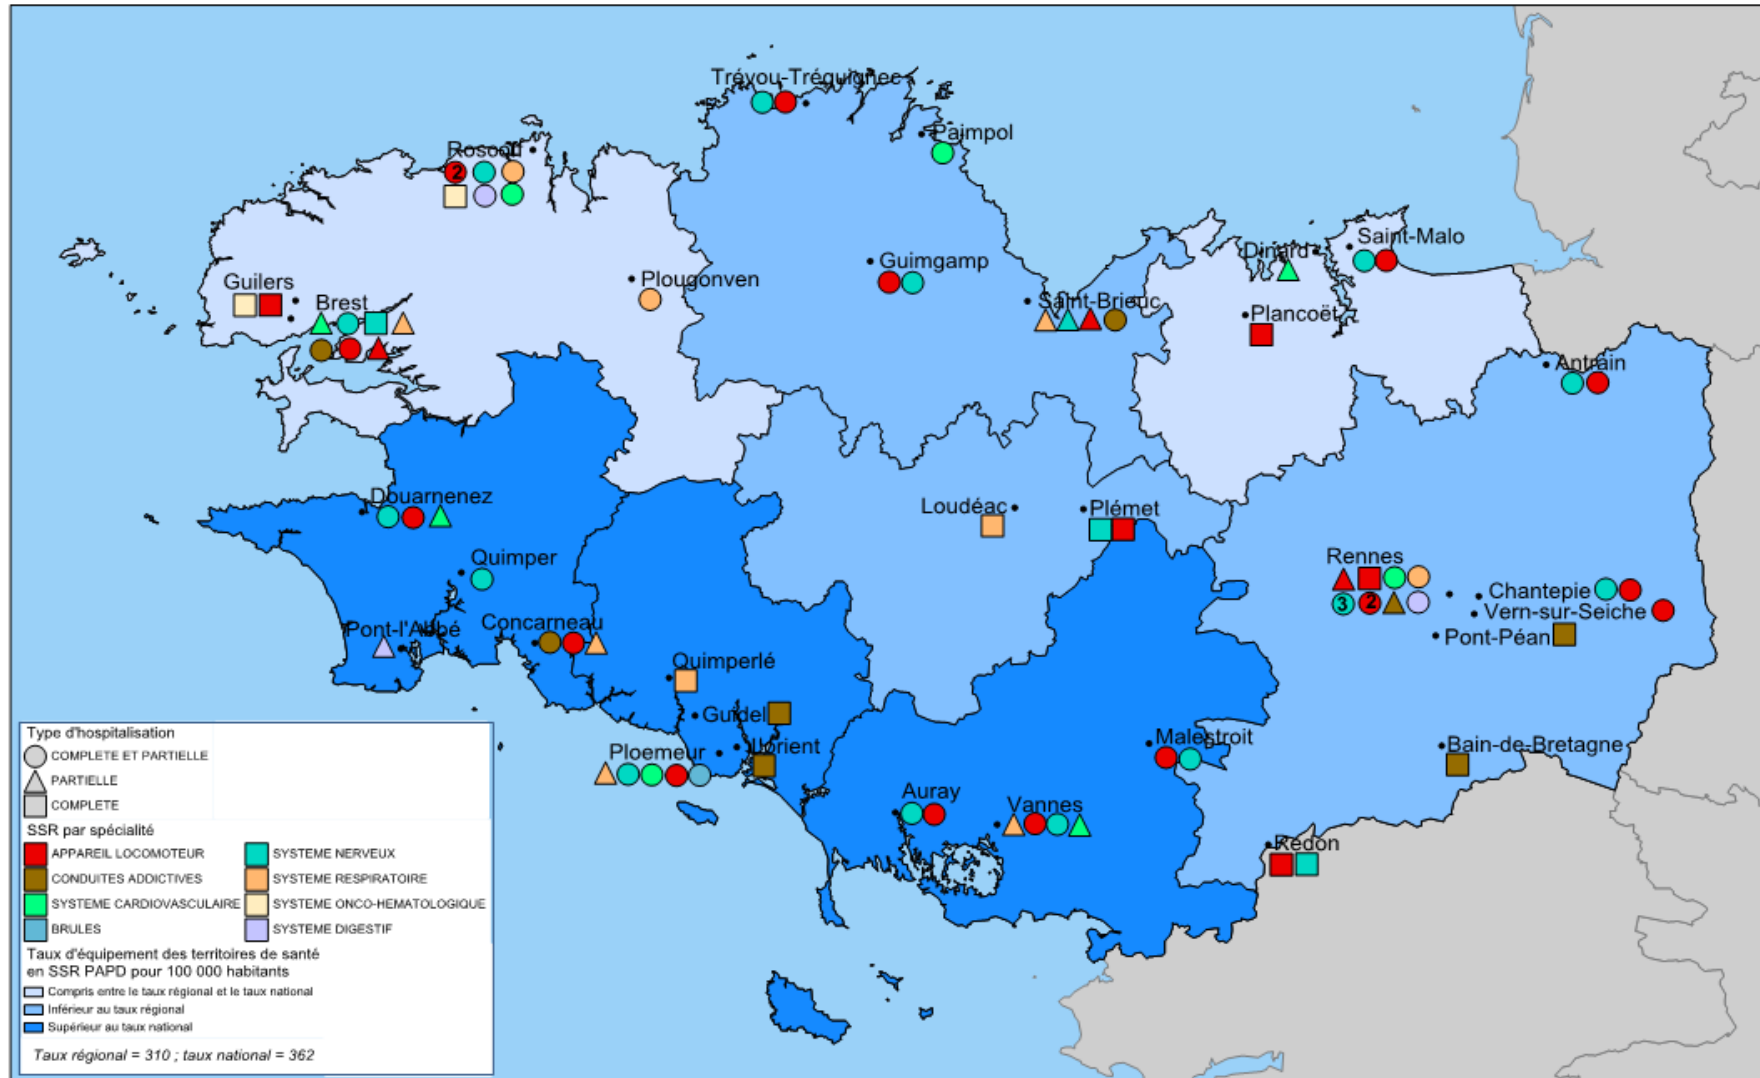 Trévou-Tréguignec
Paimpol
Rosooff
2
Saint-Malo
Dinard
Guimgamp
Plougonven
Guilers
Brest
Saint-Brieuc
Plancoët
Antrain
Douarnenez
Loudéac
Plémet
Quimper
Rennes
3
2
Chantepie
Vern-sur-Seiche
Pont-Péan
Pont-l'Abbé
Concarneau
Quimperlé
Guidel
Lorient
Ploemeur
Malestroit
Bain-de-Bretagne
Auray
Vannes
Redon
Type d'hospitalisation
COMPLETE ET PARTIELLE
PARTIELLE
COMPLETE
SSR par spécialité
APPAREIL LOCOMOTEUR
SYSTEME NERVEUX
CONDUITES ADDICTIVES
SYSTEME RESPIRATOIRE
SYSTEME CARDIOVASCULAIRE
SYSTEME ONCO-HEMATOLOGIQUE
BRULES
SYSTEME DIGESTIF
Taux d'équipement des territoires de santé
en SSR PAPD pour 100 000 habitants
Compris entre le taux régional et le taux national
Inférieur au taux régional
Supérieur au taux national
Taux régional = 310 ; taux national = 362